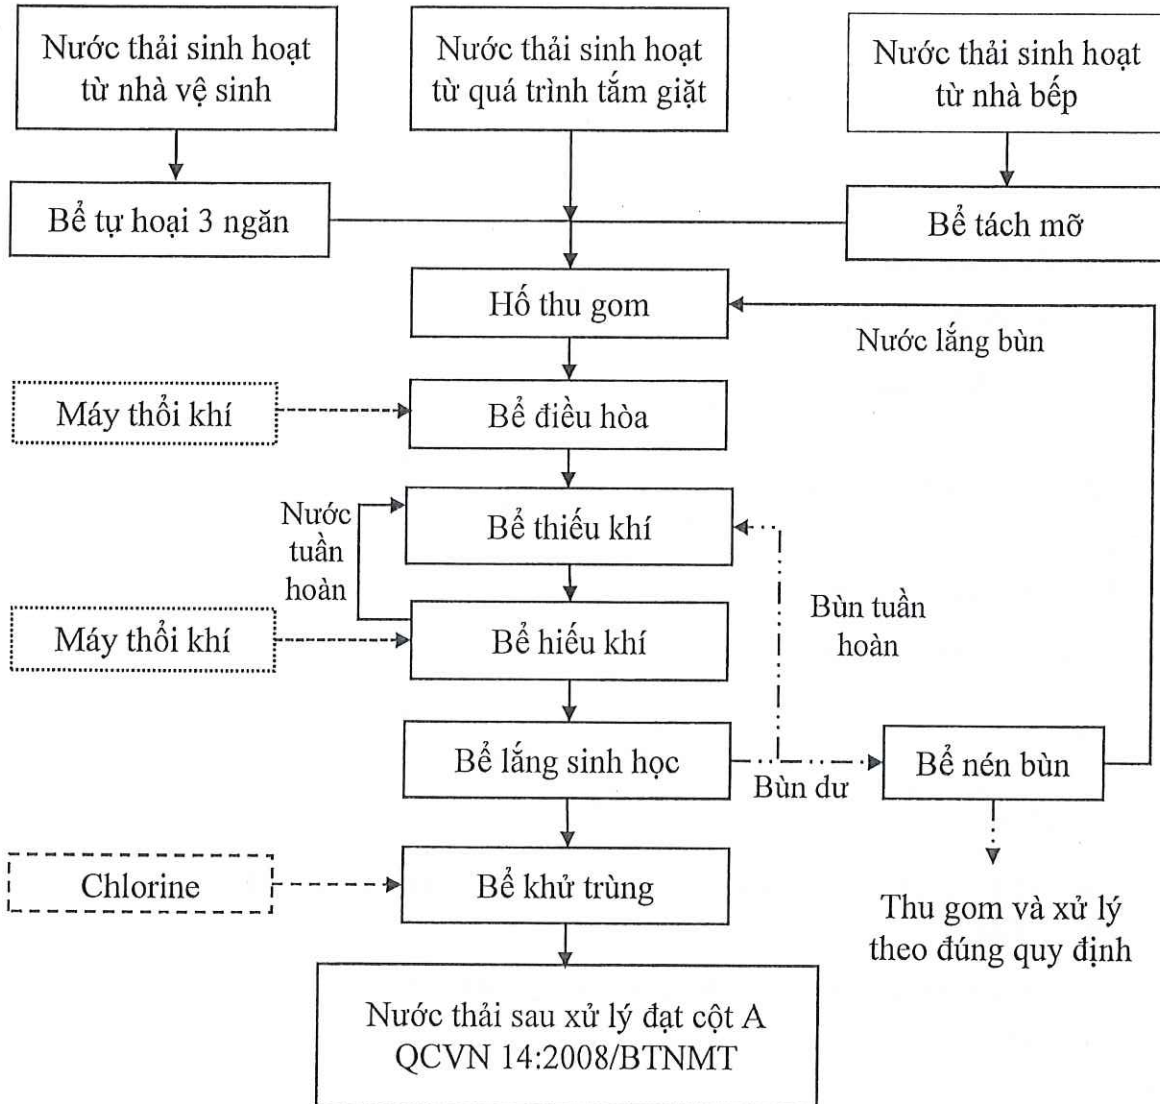 Nước thải sinh hoạt
từ nhà vệ sinh
Nước thải sinh hoạt
từ quá trình tắm giặt
Nước thải sinh hoạt
từ nhà bếp
Bể tự hoại 3 ngăn
Bể tách mỡ
Hố thu gom
Nước lắng bùn
Máy thổi khí
Bể điều hòa
Nước
tuần
hoàn
Bể thiếu khí
Bùn tuần
hoàn
Máy thổi khí
Bể hiếu khí
Bể lắng sinh học
Bùn dư
Bể nén bùn
Chlorine
Bể khử trùng
Thu gom và xử lý
theo đúng quy định
Nước thải sau xử lý đạt cột A
QCVN 14:2008/BTNMT